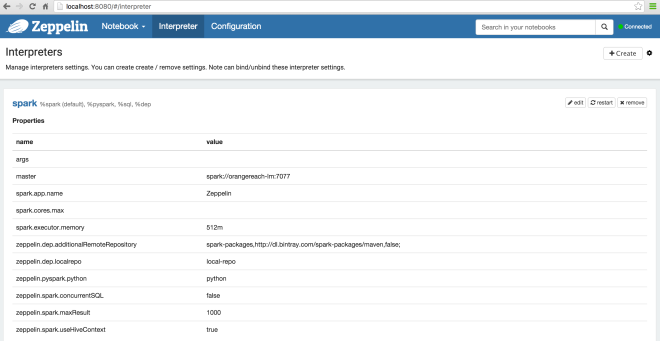 localhost:8080/#/interpreter
Zeppelin Notebook Interpreter Configuration Search in your notebooks Connected
Interpreters
+ Create
Manage interpreters settings. You can create create / remove settings. Note can bind/unbind these interpreter settings.
spark %spark (default), %pyspark, %sql, %dep edit restart remove
Properties
name value
args
master spark://orangereach-lm:7077
spark.app.name Zeppelin
spark.cores.max
spark.executor.memory 512m
zeppelin.dep.additionalRemoteRepository spark-packages,http://dl.bintray.com/spark-packages/maven,false;
zeppelin.dep.localrepo local-repo
zeppelin.pyspark.python python
zeppelin.spark.concurrentSQL false
zeppelin.spark.maxResult 1000
zeppelin.spark.useHiveContext true